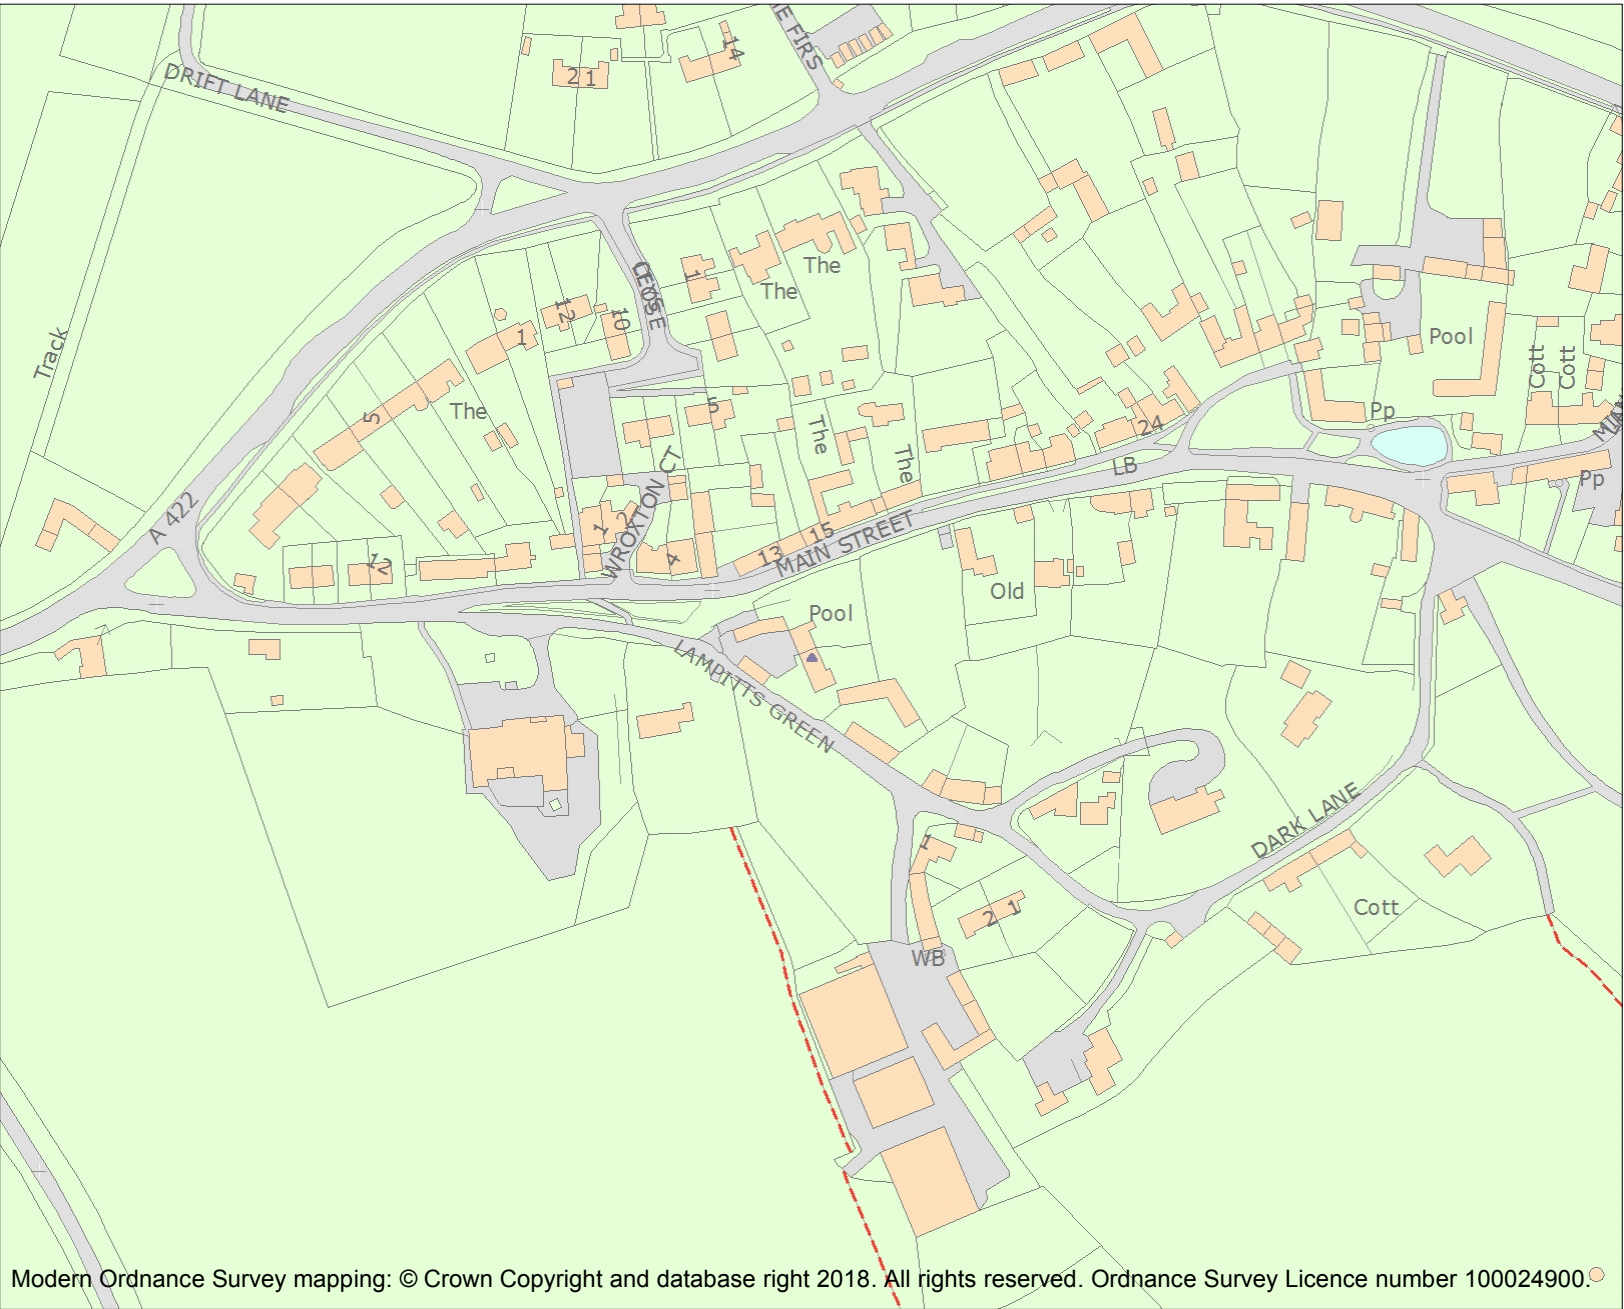 THE FIRS
14
21
DRIFT LANE
The
The
1
CLOSE
12
10
1
Track
Pool
Cott
Cott
5
The
5
The
The
24
Pp
LB
Pp
A 422
WROXTON CT
1
2
4
13
15
MAIN STREET
12
Old
Pool
LAMPITTS GREEN
DARK LANE
1
2 1
Cott
WB
Modern Ordnance Survey mapping: © Crown Copyright and database right 2018. All rights reserved. Ordnance Survey Licence number 100024900.